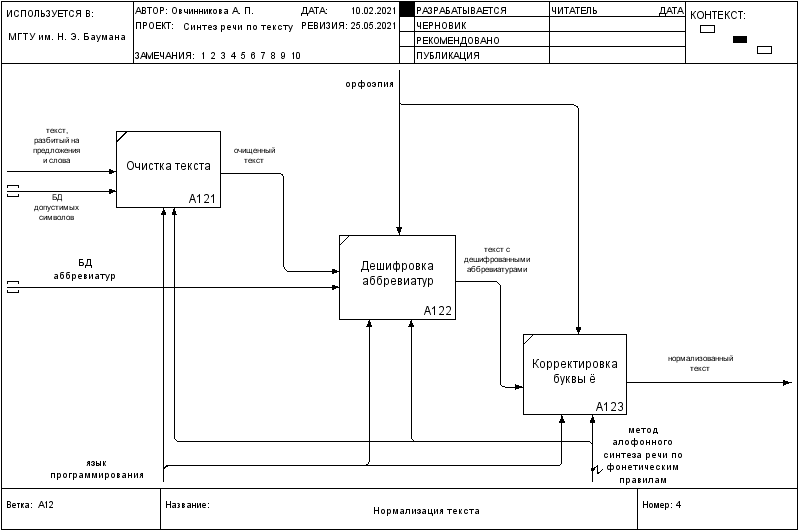 ИСПОЛЬЗУЕТСЯ В:
МГТУ им. Н. Э. Баумана
АВТОР: Овчинникова А. П.
ДАТА: 10.02.2021
ПРОЕКТ: Синтез речи по тексту
РЕВИЗИЯ: 25.05.2021
ЗАМЕЧАНИЯ: 1 2 3 4 5 6 7 8 9 10
РАЗРАБАТЫВАЕТСЯ
ЧЕРНОВИК
РЕКОМЕНДОВАНО
ПУБЛИКАЦИЯ
ЧИТАТЕЛЬ
ДАТА
КОНТЕКСТ:
орфоэпия
текст,
разбитый на
предложения
и слова
Очистка текста
A121
очищенный
текст
БД
допустимых
символов
БД
аббревиатур
Дешифровка
аббревиатур
A122
текст с
дешифрованными
аббревиатурами
Корректировка
буквы ё
A123
нормализованный
текст
язык
программирования
метод
алофонного
синтеза речи по
фонетическим
правилам
Ветка: A12
Название:
Нормализация текста
Номер: 4